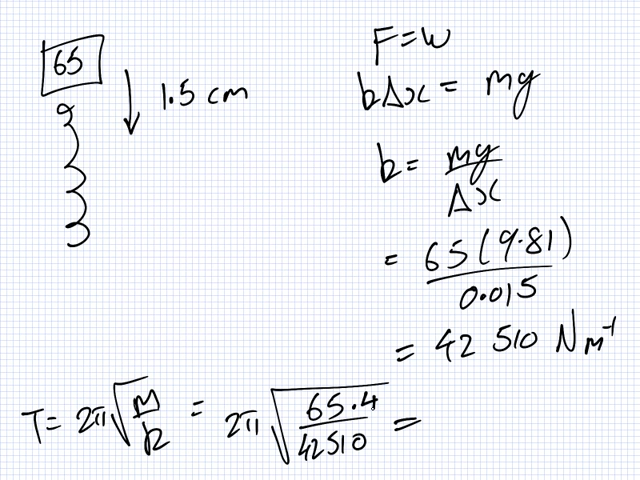 65
1.5 cm
F = W
kΔx = mg
k = mg/Δx
= 65(9.81)/0.015
= 42 510 N m⁻¹
T = 2π√(m/k) = 2π√(65.4/42510) =